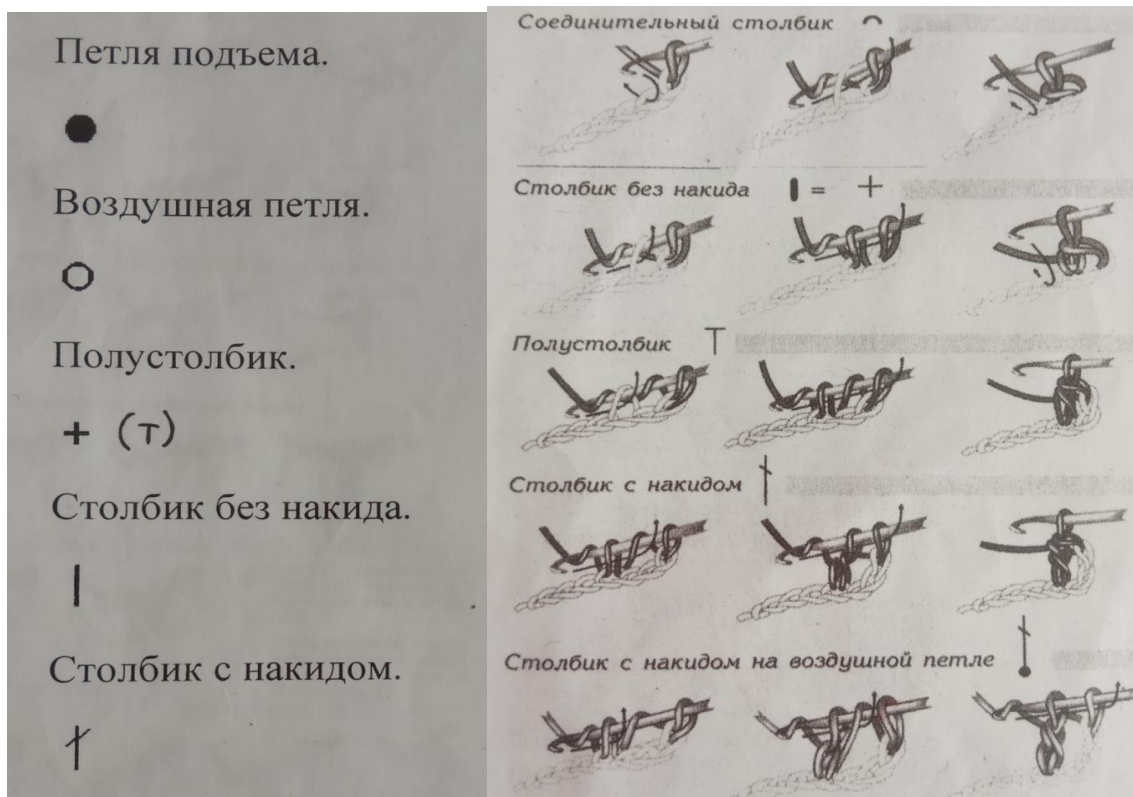 Петля подъема.
Воздушная петля.
Полустолбик.
+ (т)
Столбик без накида.
Столбик с накидом.
Соединительный столбик
Столбик без накида = +
Полустолбик
Столбик с накидом
Столбик с накидом на воздушной петле